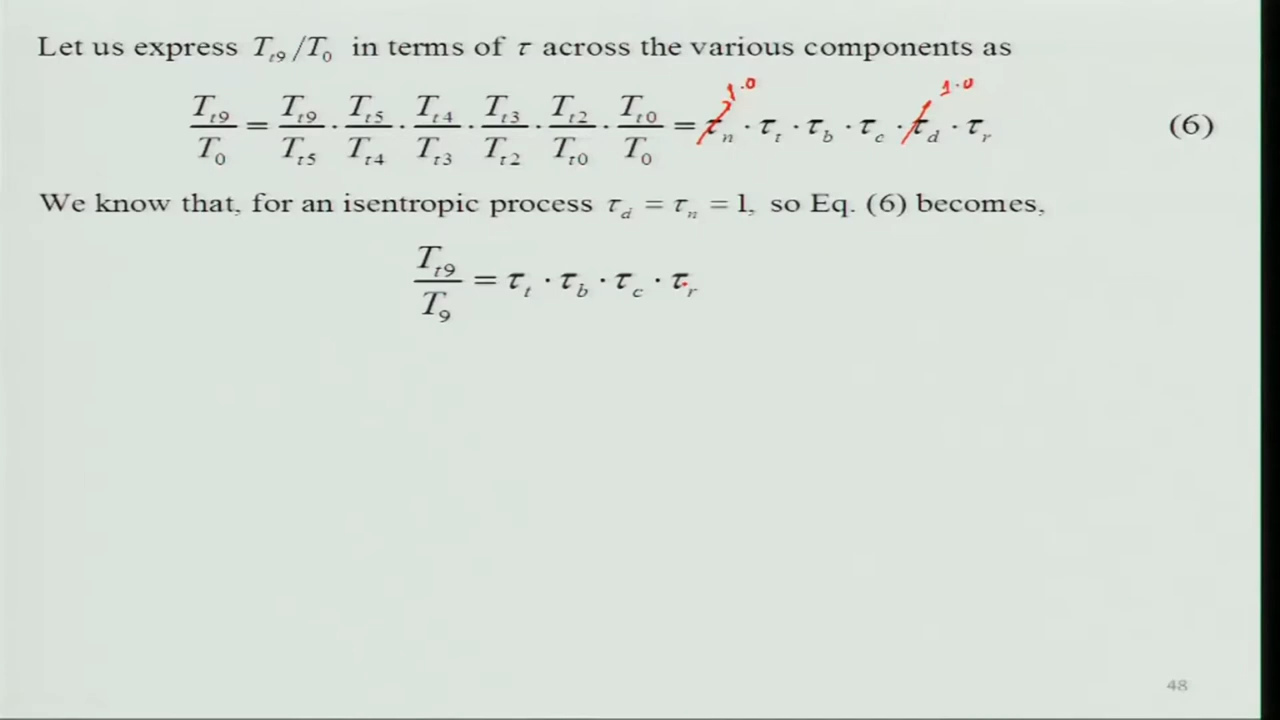 Let us express T_t9/T_0 in terms of τ across the various components as
1.0 1.0
T_t9/T_0 = T_t9/T_t5 · T_t5/T_t4 · T_t4/T_t3 · T_t3/T_t2 · T_t2/T_t0 · T_t0/T_0 = τ_n · τ_t · τ_b · τ_c · τ_d · τ_r (6)
We know that, for an isentropic process τ_d = τ_n = 1, so Eq. (6) becomes,
T_t9/T_9 = τ_t · τ_b · τ_c · τ_r
48